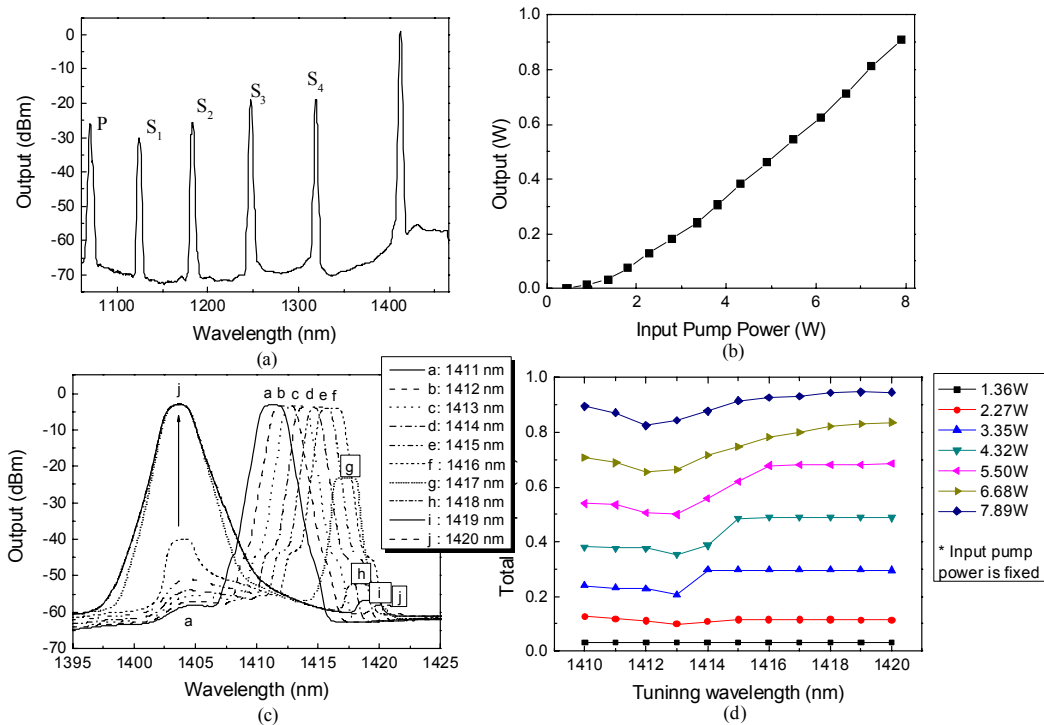 (c)
0
-10
-20
-30
-40
-50
-60
-70
Output (dBm)
P
S1
S2
S3
S4
1100
1200
1300
1400
Wavelength (nm)
(a)
1.0
0.8
0.6
0.4
0.2
0.0
Output (W)
0
2
4
6
8
Input Pump Power (W)
(b)
10
0
-10
-20
-30
-40
-50
-60
-70
Output (dBm)
j
a
a b c d e f
g
h
i
j
a: 1411 nm
b: 1412 nm
c: 1413 nm
d: 1414 nm
e: 1415 nm
f : 1416 nm
g: 1417 nm
h: 1418 nm
i: 1419 nm
j: 1420 nm
1395
1400
1405
1410
1415
1420
1425
Wavelength (nm)
(c)
1.0
0.8
0.6
0.4
0.2
0.0
Total
1410
1412
1414
1416
1418
1420
Tuninng wavelength (nm)
(d)
1.36W
2.27W
3.35W
4.32W
5.50W
6.68W
7.89W
* Input pump
power is fixed